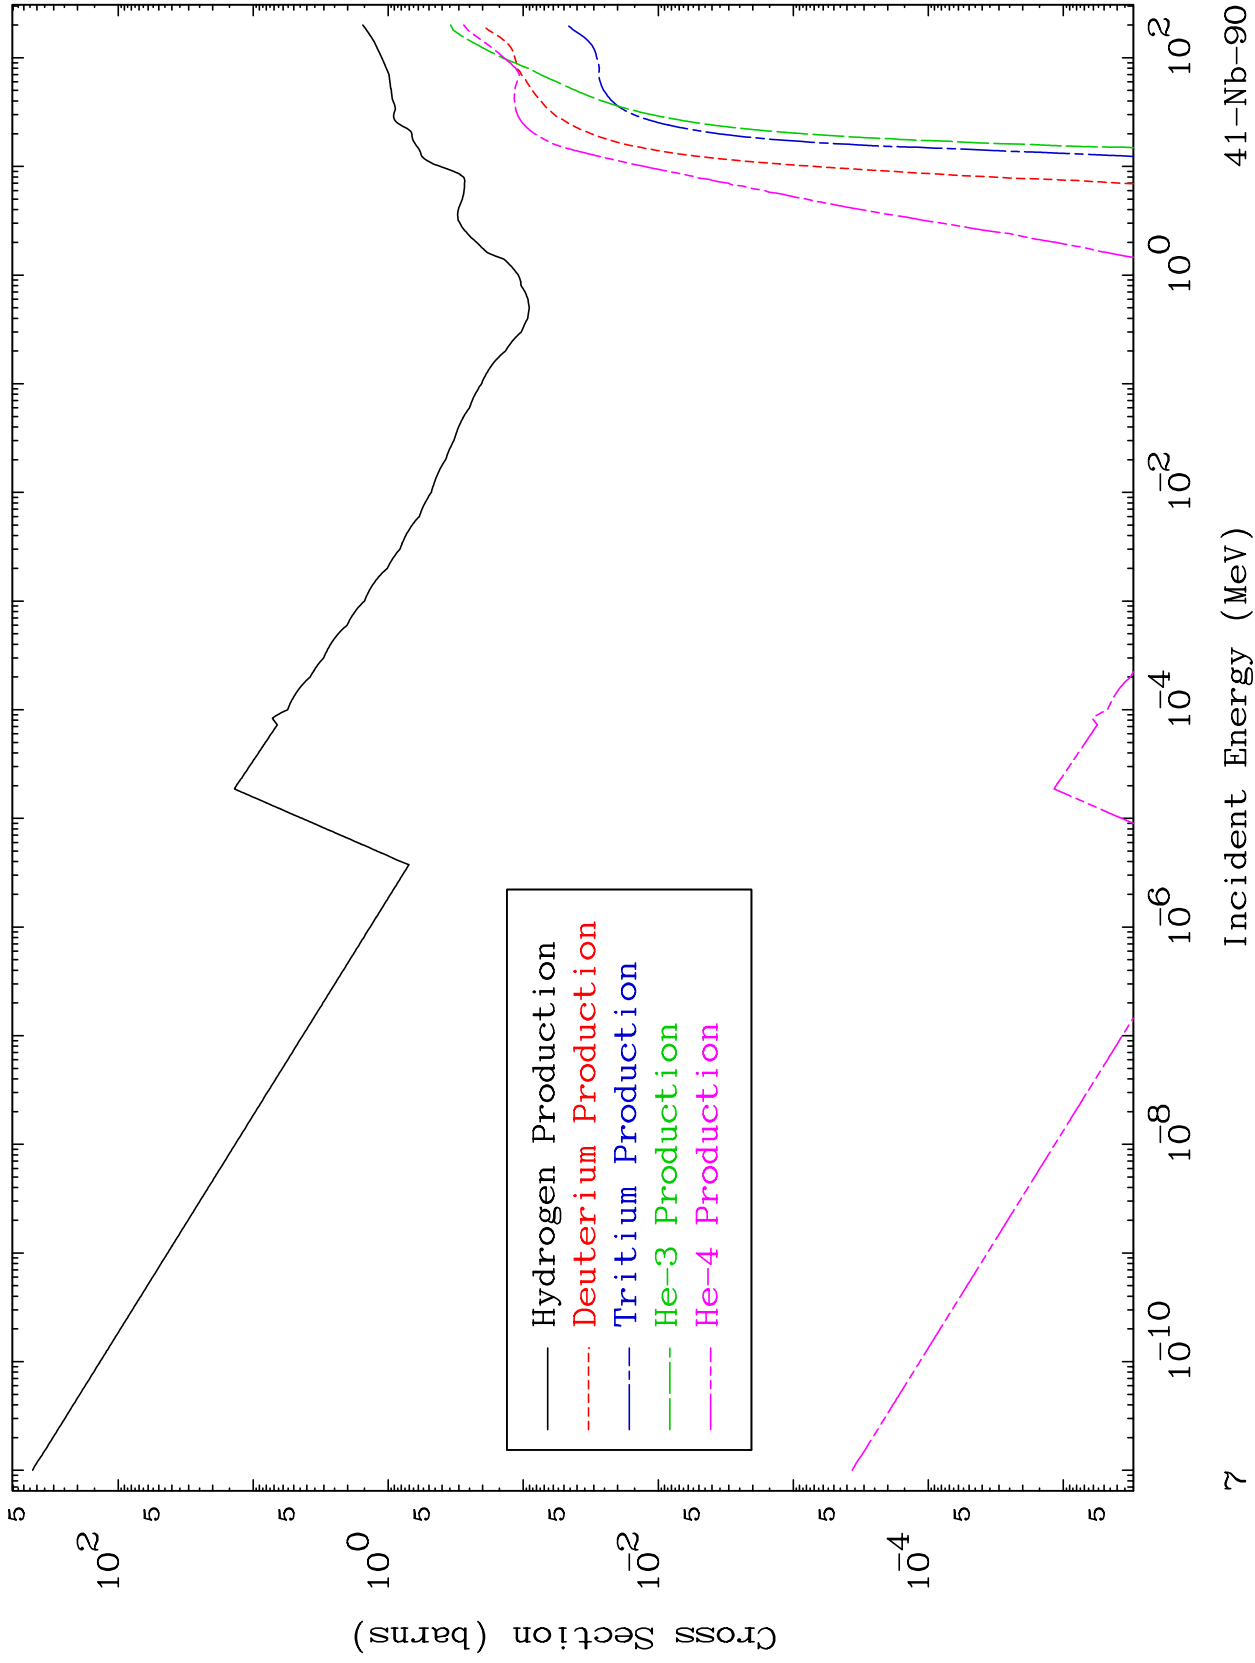 Cross Section (barns)
5
10 2
5
5
10 0
5
5
10 -2
5
5
10 -4
5
5
Hydrogen Production
Deuterium Production
Tritium Production
He-3 Production
He-4 Production
10 -10
10 -8
10 -6
10 -4
10 -2
10 0
10 2
7
Incident Energy (MeV)
41-Nb-90